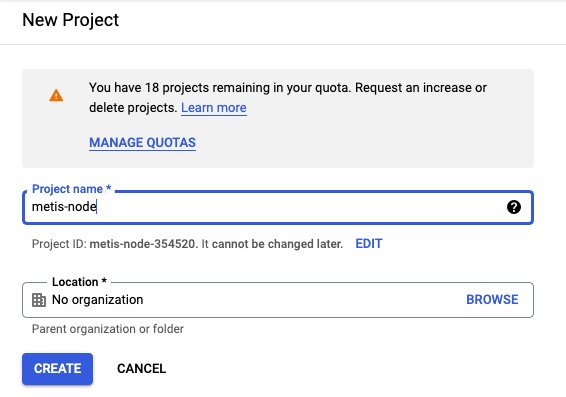 New Project
You have 18 projects remaining in your quota. Request an increase or
delete projects. Learn more
MANAGE QUOTAS
Project name *
metis-node
Project ID: metis-node-354520. It cannot be changed later. EDIT
Location *
No organization BROWSE
Parent organization or folder
CREATE CANCEL